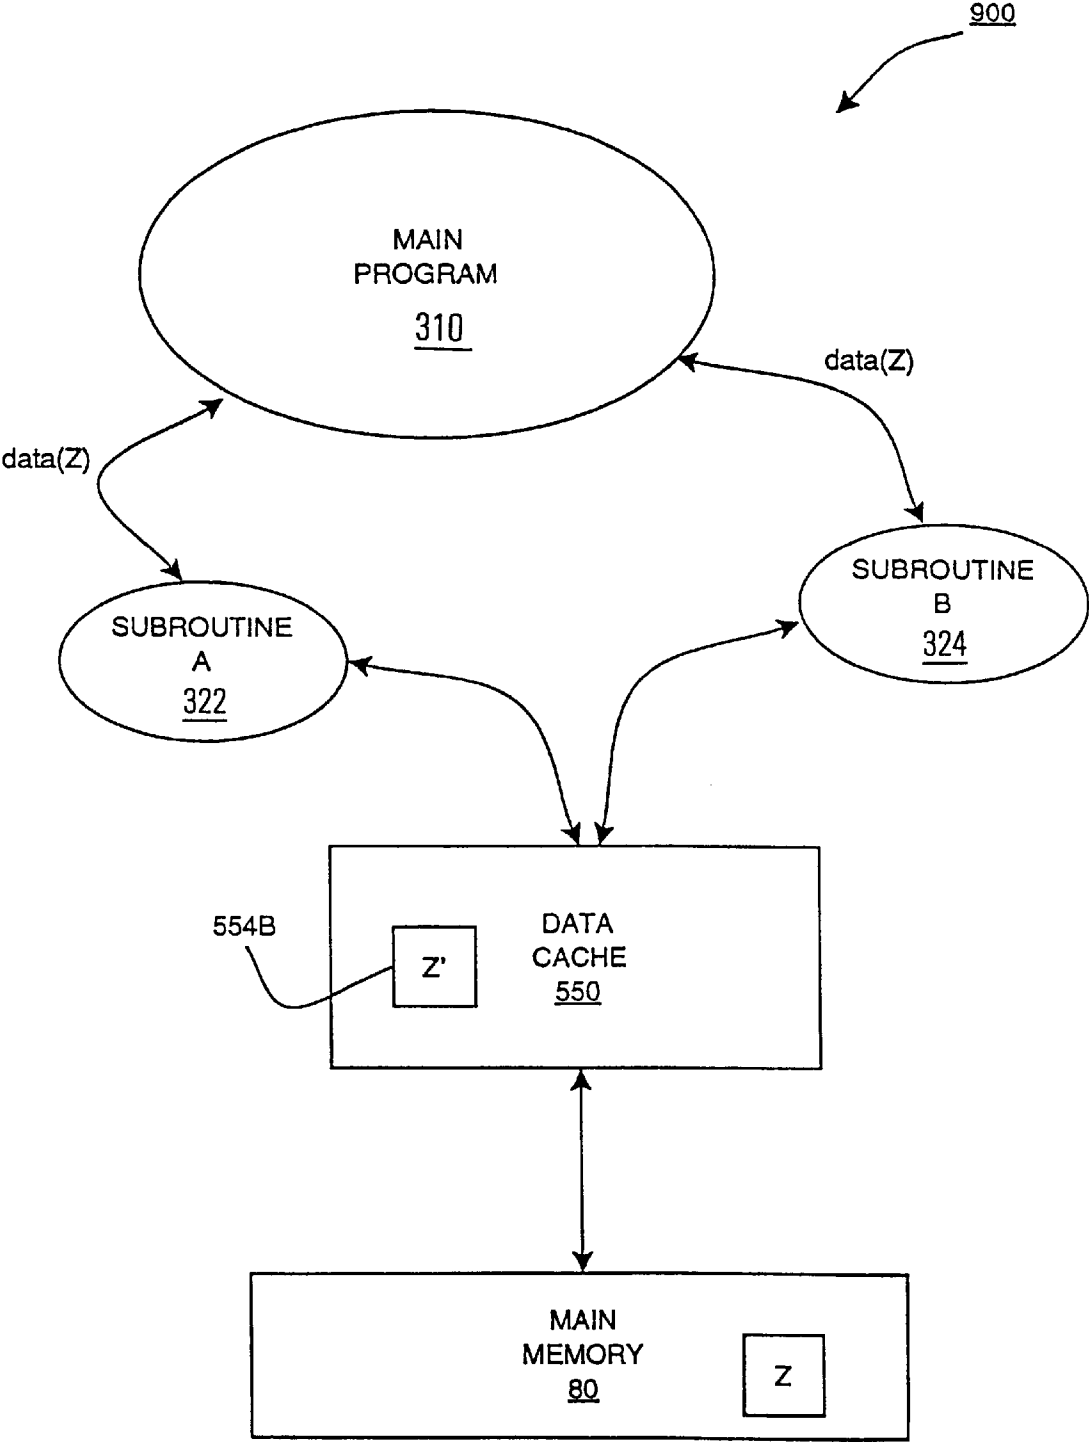 900
MAIN
PROGRAM
310
data(Z)
data(Z)
SUBROUTINE
B
324
SUBROUTINE
A
322
554B
Z'
DATA
CACHE
550
MAIN
MEMORY
80
Z